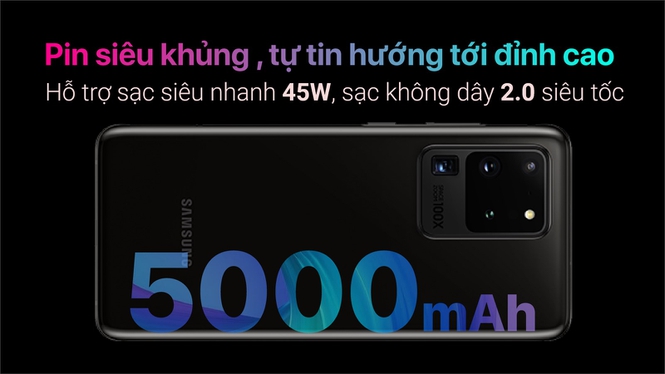 Pin siêu khủng , tự tin hướng tới đỉnh cao
Hỗ trợ sạc siêu nhanh 45W, sạc không dây 2.0 siêu tốc
SAMSUNG
100X
5000mAh